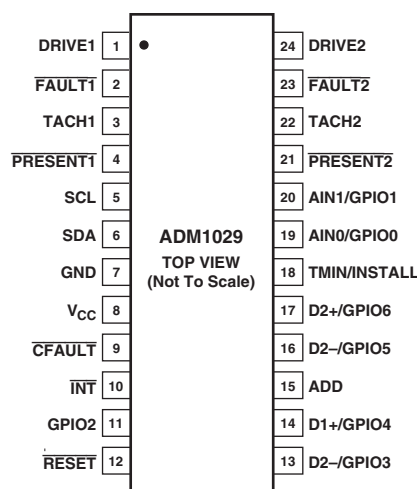 DRIVE1 1 24 DRIVE2
FAULT1 2 23 FAULT2
TACH1 3 22 TACH2
PRESENT1 4 21 PRESENT2
SCL 5 20 AIN1/GPIO1
SDA 6 ADM1029 19 AIN0/GPIO0
GND 7 TOP VIEW 18 TMIN/INSTALL
(Not To Scale)
VCC 8 17 D2+/GPIO6
CFAULT 9 16 D2–/GPIO5
INT 10 15 ADD
GPIO2 11 14 D1+/GPIO4
RESET 12 13 D2–/GPIO3